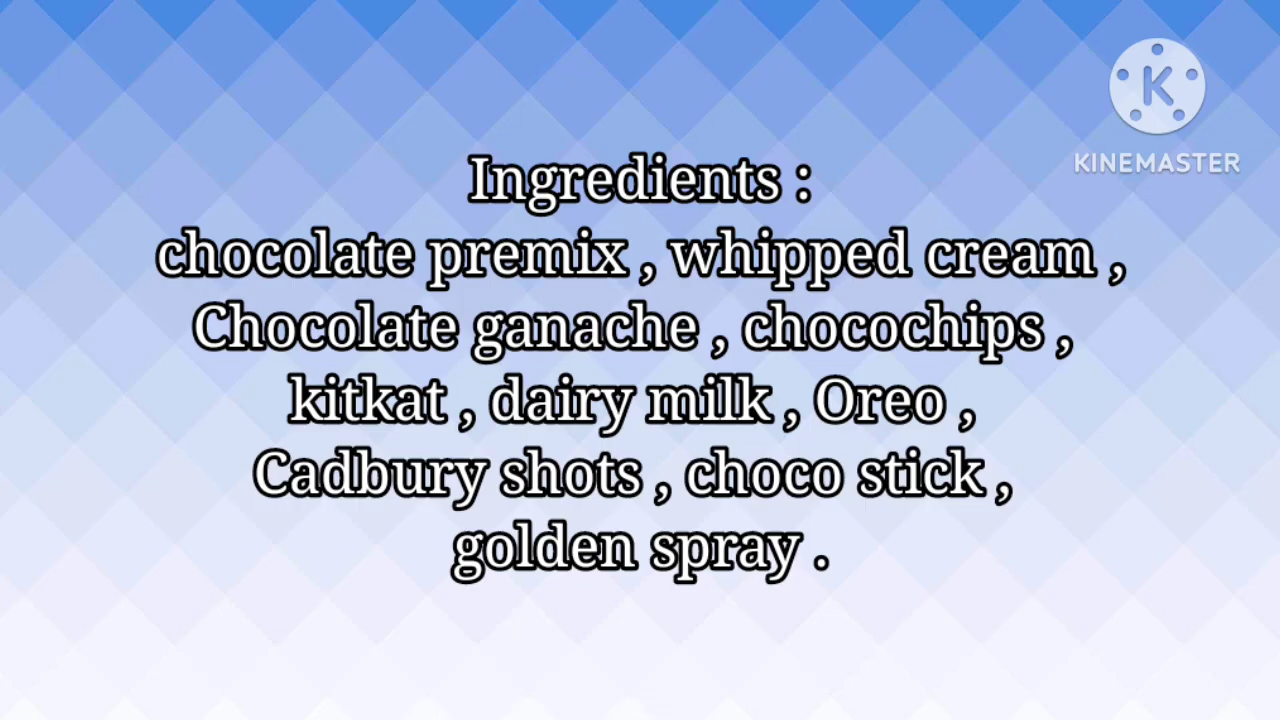 K
KINEMASTER
Ingredients :
chocolate premix , whipped cream ,
Chocolate ganache , chocochips ,
kitkat , dairy milk , Oreo ,
Cadbury shots , choco stick ,
golden spray .